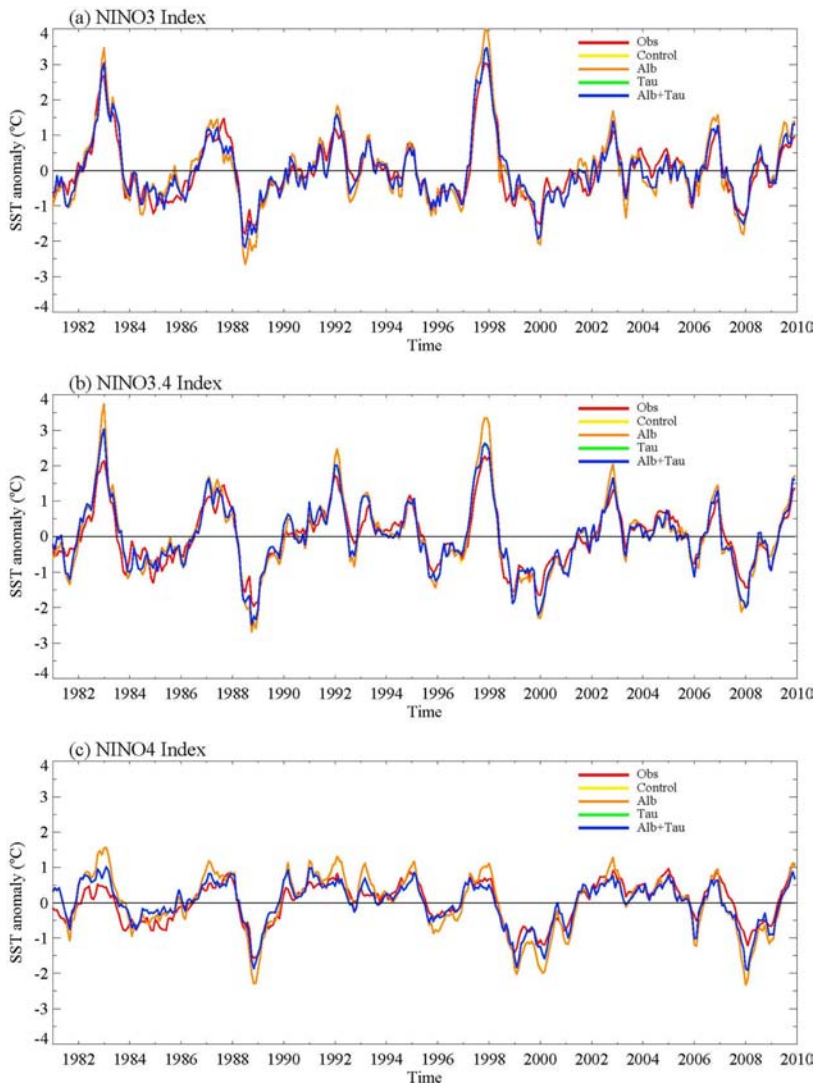 (a) NINO3 Index
4
3
2
1
0
-1
-2
-3
-4
SST anomaly (°C)
Obs
Control
Alb
Tau
Alb+Tau
1982 1984 1986 1988 1990 1992 1994 1996 1998 2000 2002 2004 2006 2008 2010
Time
(b) NINO3.4 Index
4
3
2
1
0
-1
-2
-3
-4
SST anomaly (°C)
Obs
Control
Alb
Tau
Alb+Tau
1982 1984 1986 1988 1990 1992 1994 1996 1998 2000 2002 2004 2006 2008 2010
Time
(c) NINO4 Index
4
3
2
1
0
-1
-2
-3
-4
SST anomaly (°C)
Obs
Control
Alb
Tau
Alb+Tau
1982 1984 1986 1988 1990 1992 1994 1996 1998 2000 2002 2004 2006 2008 2010
Time